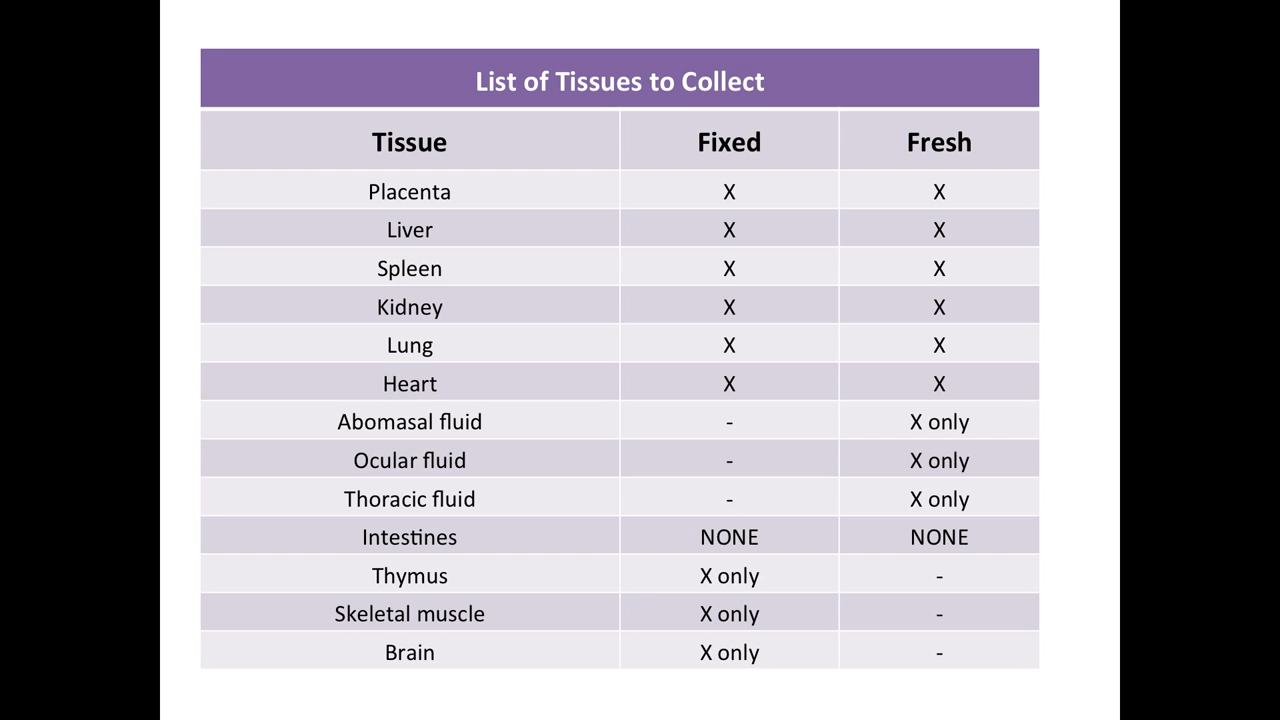 List of Tissues to Collect
Tissue Fixed Fresh
Placenta X X
Liver X X
Spleen X X
Kidney X X
Lung X X
Heart X X
Abomasal fluid - X only
Ocular fluid - X only
Thoracic fluid - X only
Intestines NONE NONE
Thymus X only -
Skeletal muscle X only -
Brain X only -